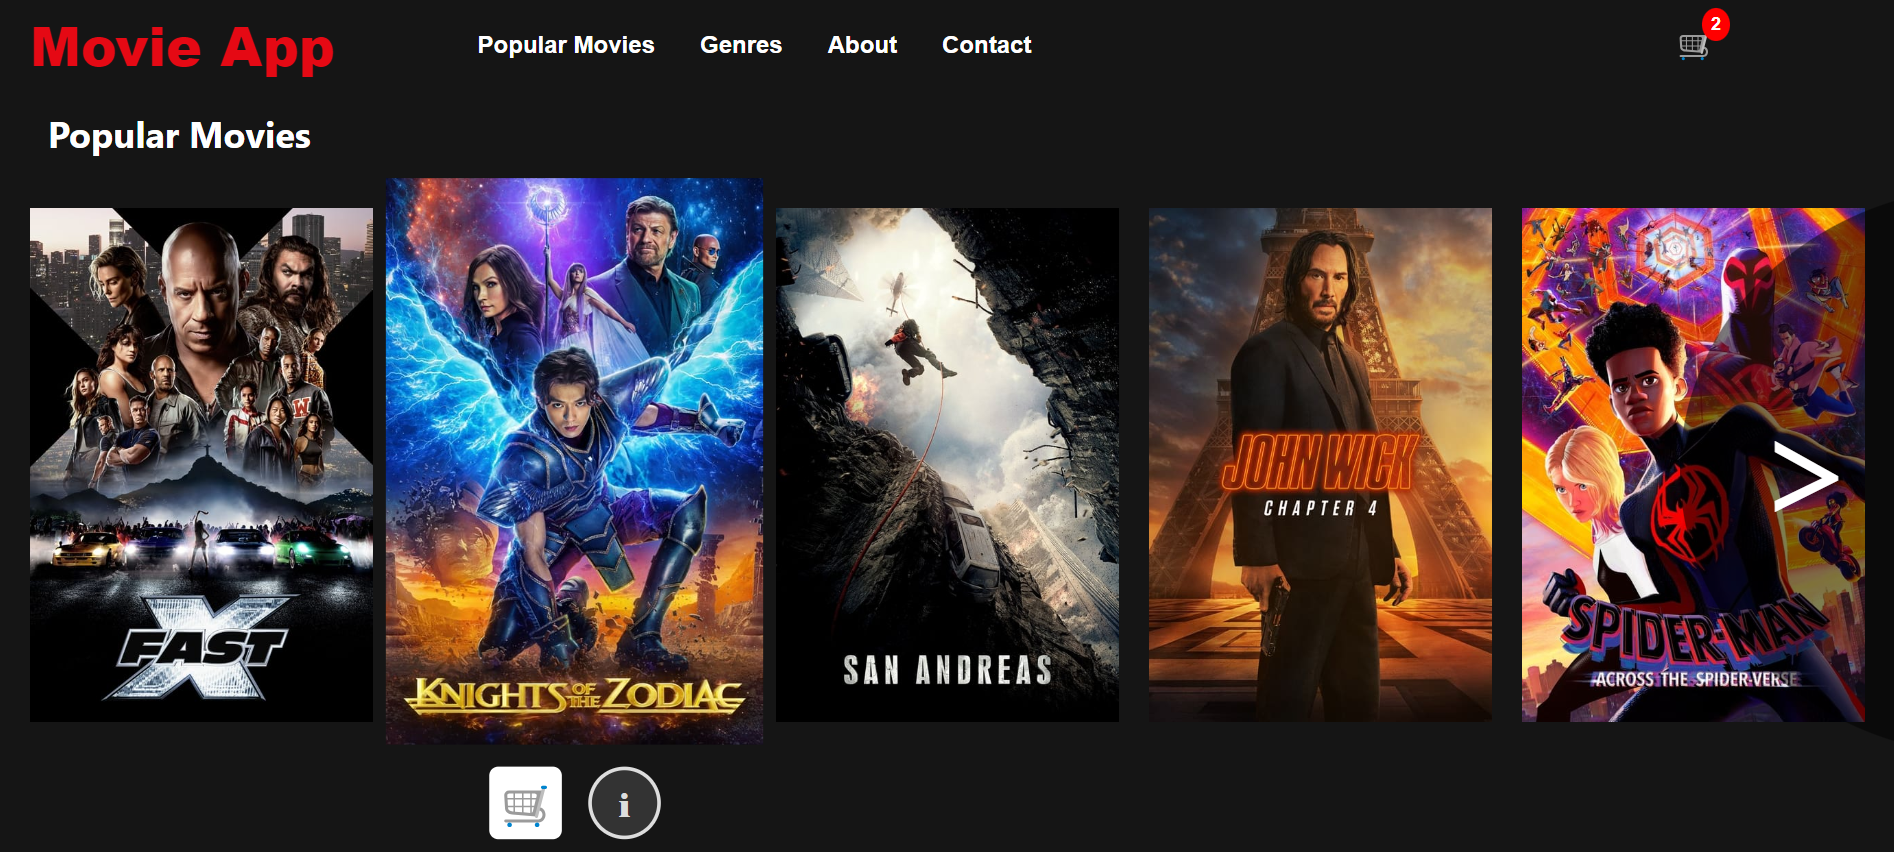 Movie App
Popular Movies
Genres
About
Contact
2
Popular Movies
FAST X
KNIGHTS OF THE ZODIAC
SAN ANDREAS
JOHN WICK
CHAPTER 4
SPIDER-MAN
ACROSS THE SPIDER-VERSE
>
W
i